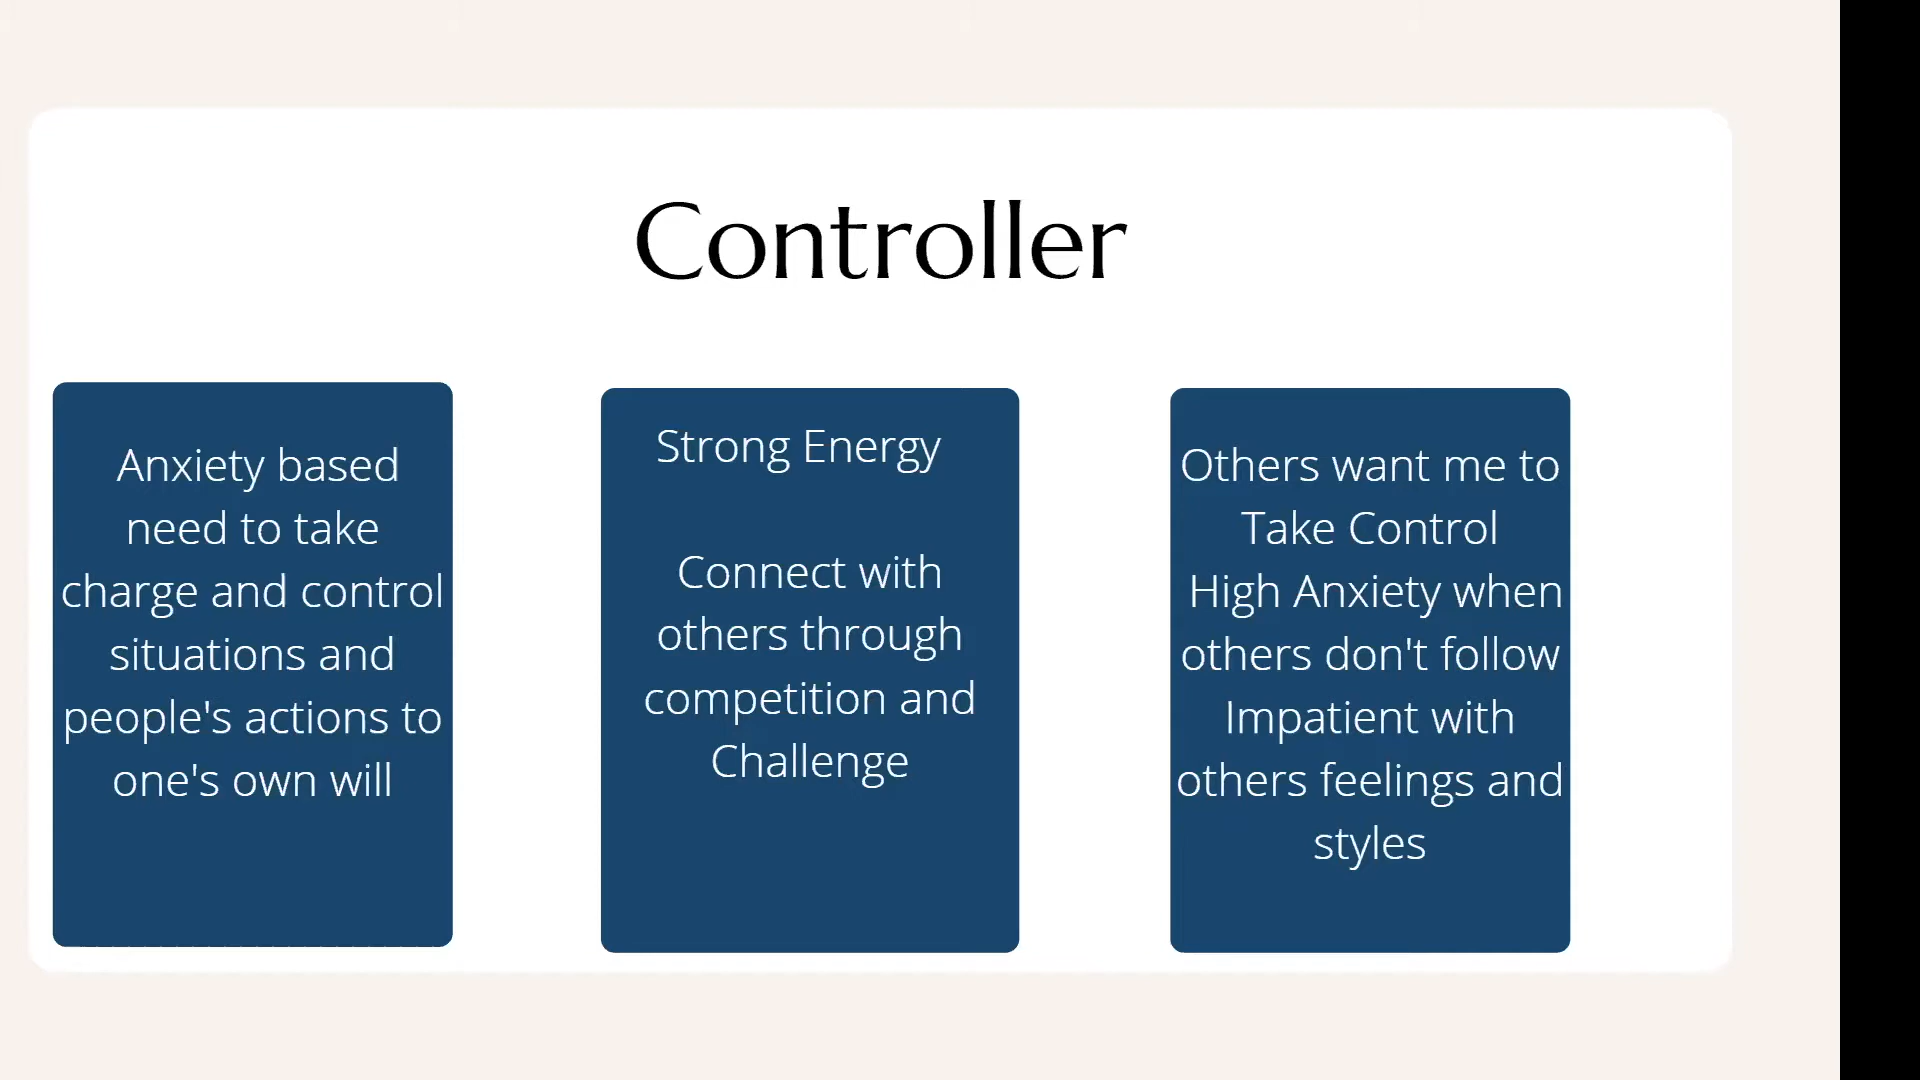 Controller
Anxiety based
need to take
charge and control
situations and
people's actions to
one's own will
Strong Energy
Connect with
others through
competition and
Challenge
Others want me to
Take Control
High Anxiety when
others don't follow
Impatient with
others feelings and
styles